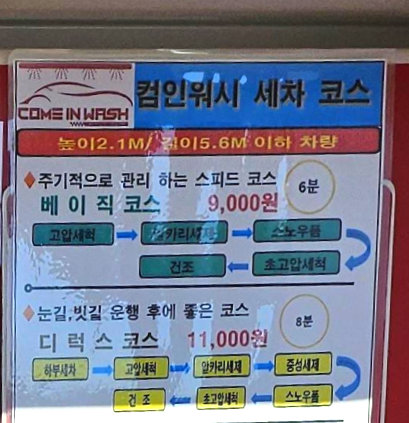 COME IN WASH
컴인워시 세차 코스
높이2.1M/ 길이5.6M 이하 차량
♦주기적으로 관리 하는 스피드 코스
6분
베 이 직 코스 9,000원
고압세척 알카리세제 스노우폼
건조 초고압세척
♦눈길,빗길 운행 후에 좋은 코스
8분
디 럭 스 코스 11,000원
하부세차 고압세척 알카리세제 중성세제
건 조 초고압세척 스노우폼